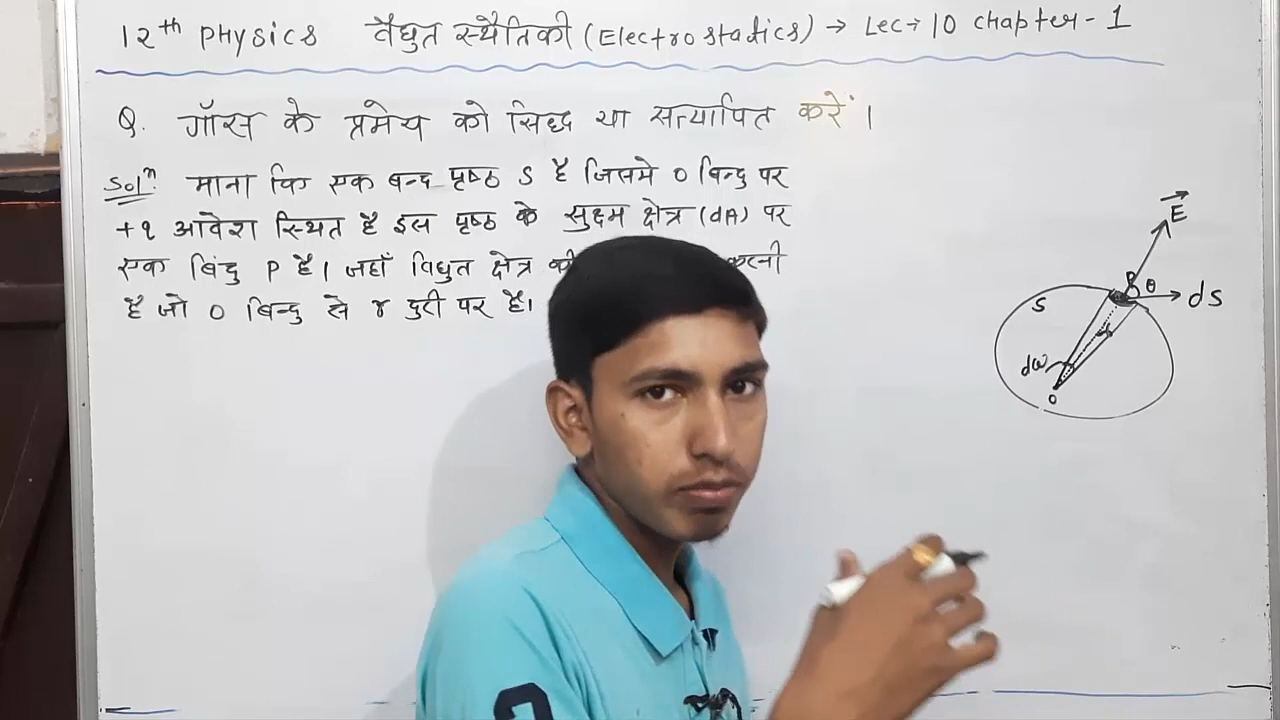 12th Physics वैधुत स्थैतिकी (Electrostatics) → Lec → 10 Chapter - 1
Q. गॉस के प्रमेय को सिद्ध या सत्यापित करें।
Solⁿ: माना कि एक बन्द पृष्ठ S है जिसमे O बिन्दु पर
+q आवेश स्थित है इस पृष्ठ के सुक्ष्म क्षेत्र (dA) पर
एक बिंदु P है। जहाँ विधुत क्षेत्र की
है जो O बिन्दु से r दुरी पर है।
E
P θ
S
ds
r
dω
O
2